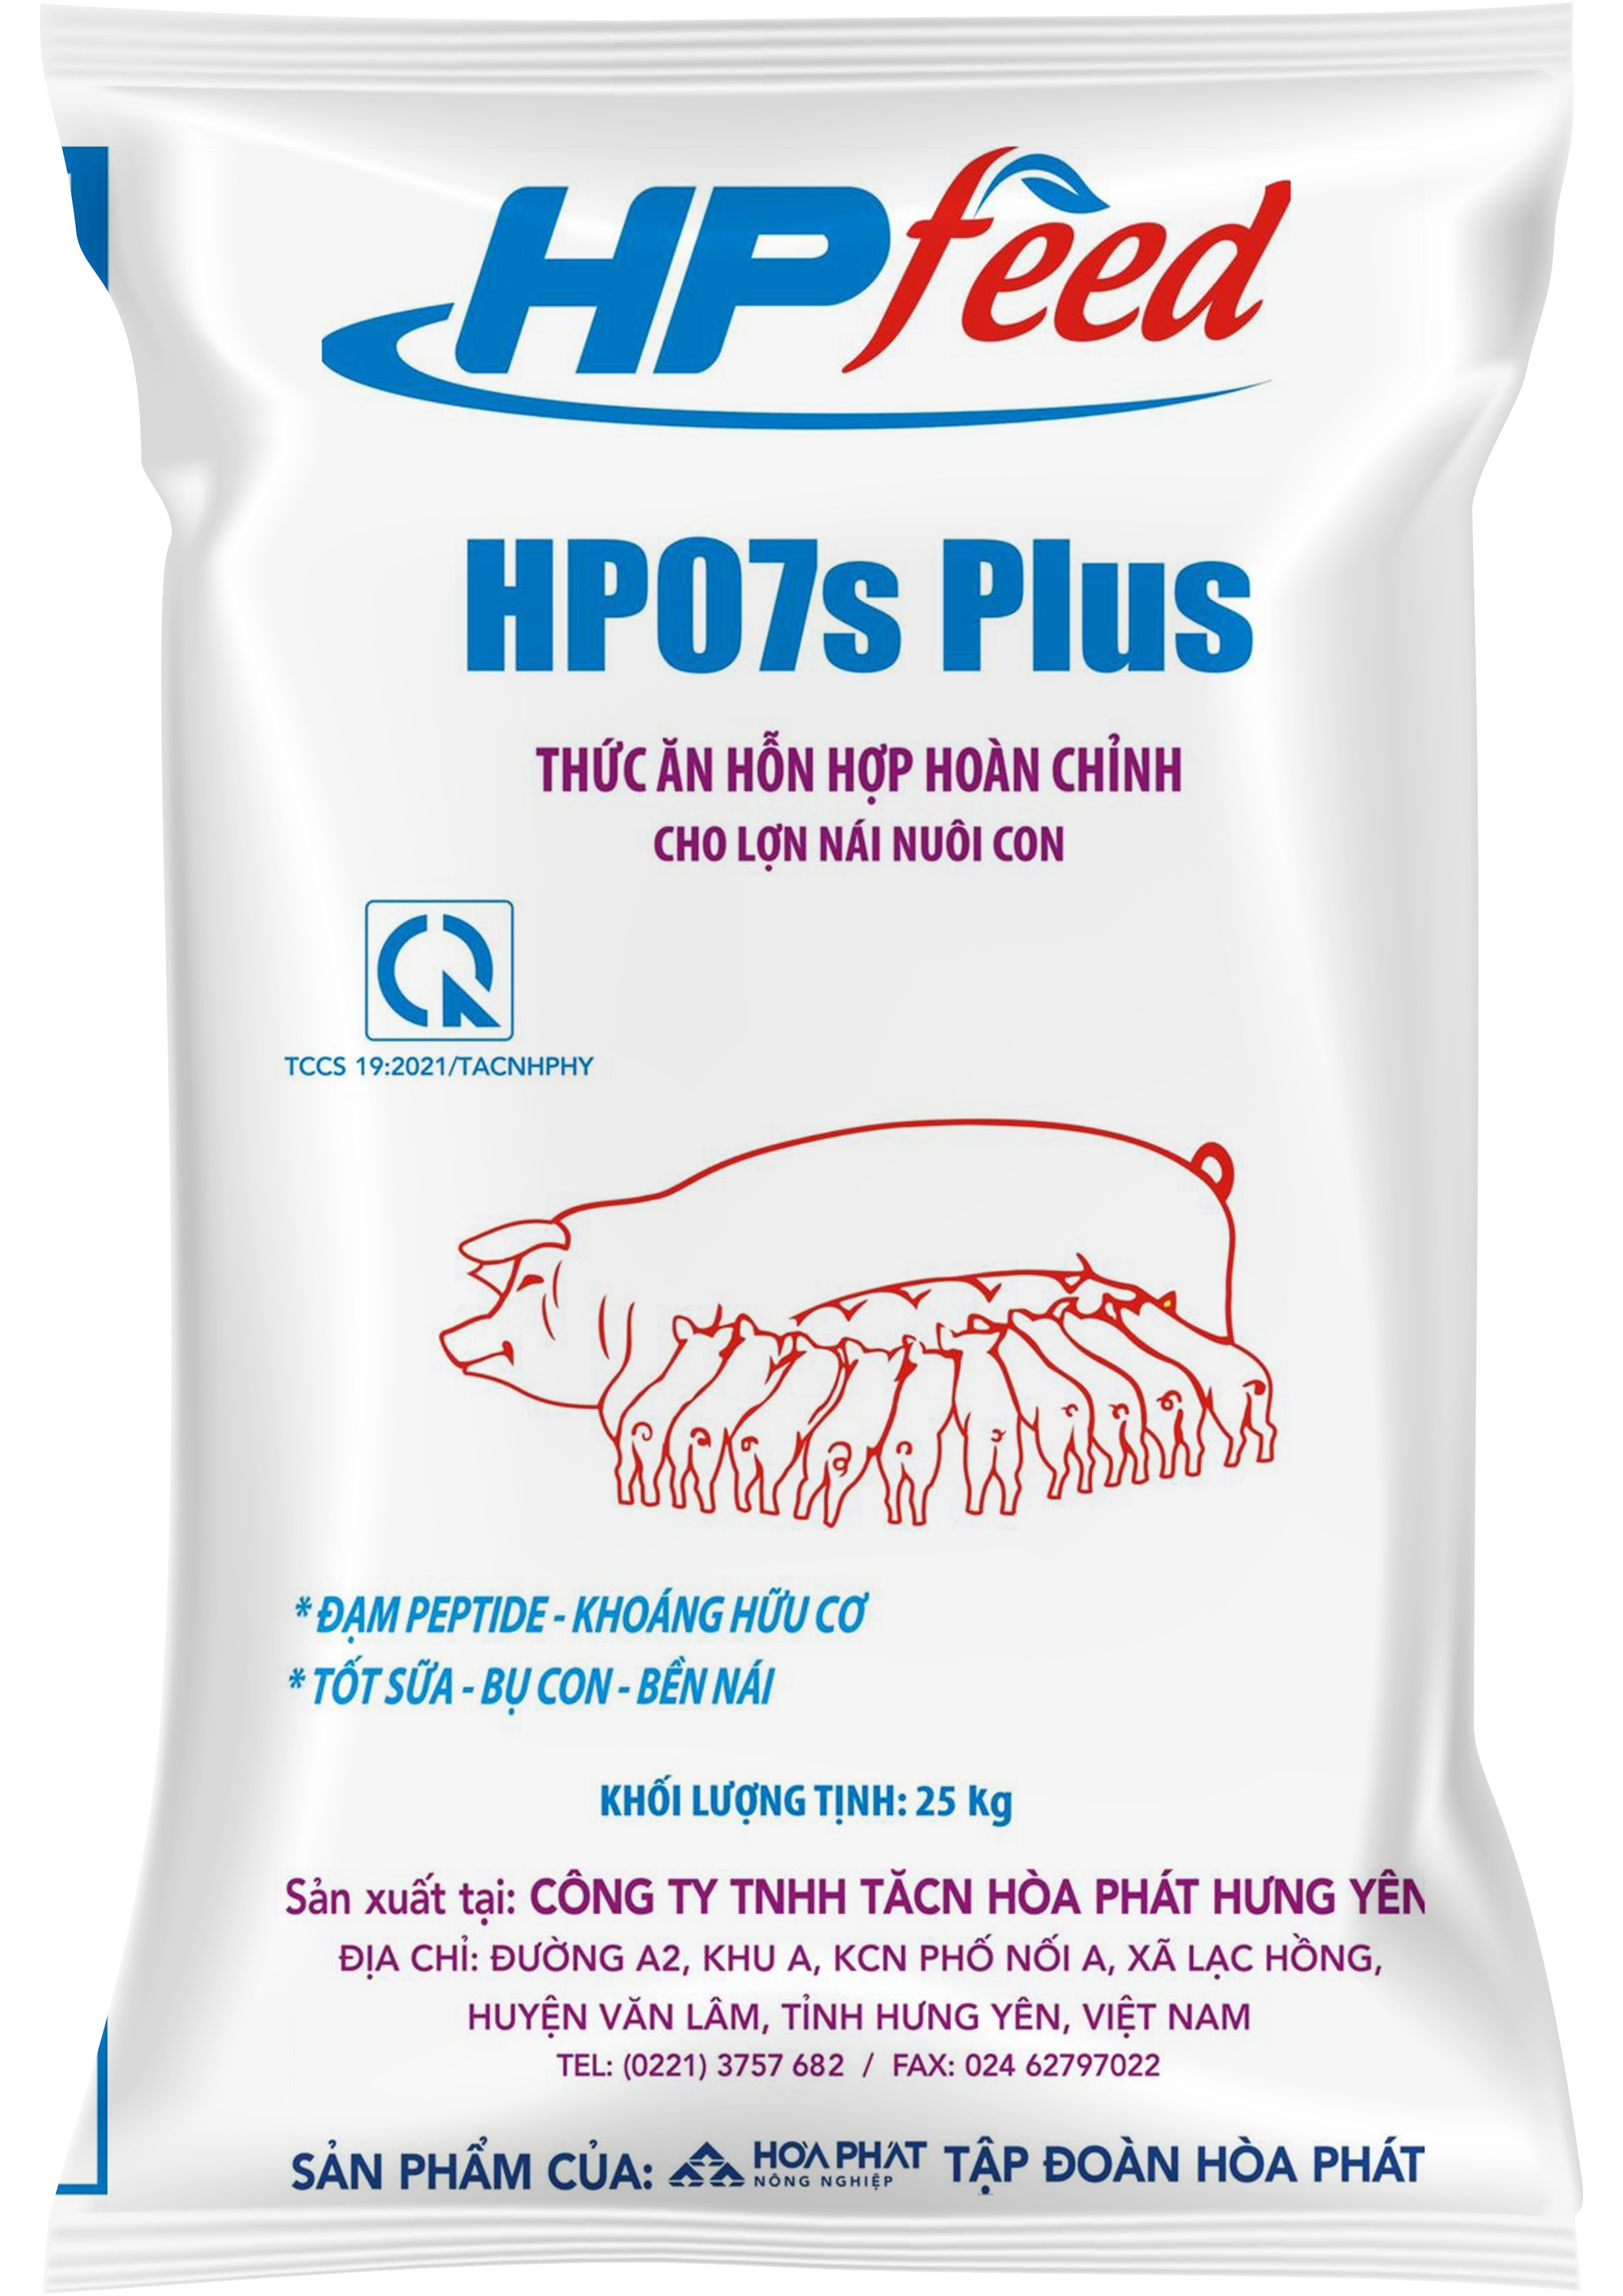 HPfeed
HP07s Plus
THỨC ĂN HỖN HỢP HOÀN CHỈNH
CHO LỢN NÁI NUÔI CON
TCCS 19:2021/TACNHPHY
* ĐẠM PEPTIDE - KHOÁNG HỮU CƠ
* TỐT SỮA - BỤ CON - BỀN NÁI
KHỐI LƯỢNG TỊNH: 25 kg
Sản xuất tại: CÔNG TY TNHH TĂCN HÒA PHÁT HƯNG YÊN
ĐỊA CHỈ: ĐƯỜNG A2, KHU A, KCN PHỐ NỐI A, XÃ LẠC HỒNG,
HUYỆN VĂN LÂM, TỈNH HƯNG YÊN, VIỆT NAM
TEL: (0221) 3757 682 / FAX: 024 62797022
SẢN PHẨM CỦA: HÒA PHÁT NÔNG NGHIỆP TẬP ĐOÀN HÒA PHÁT